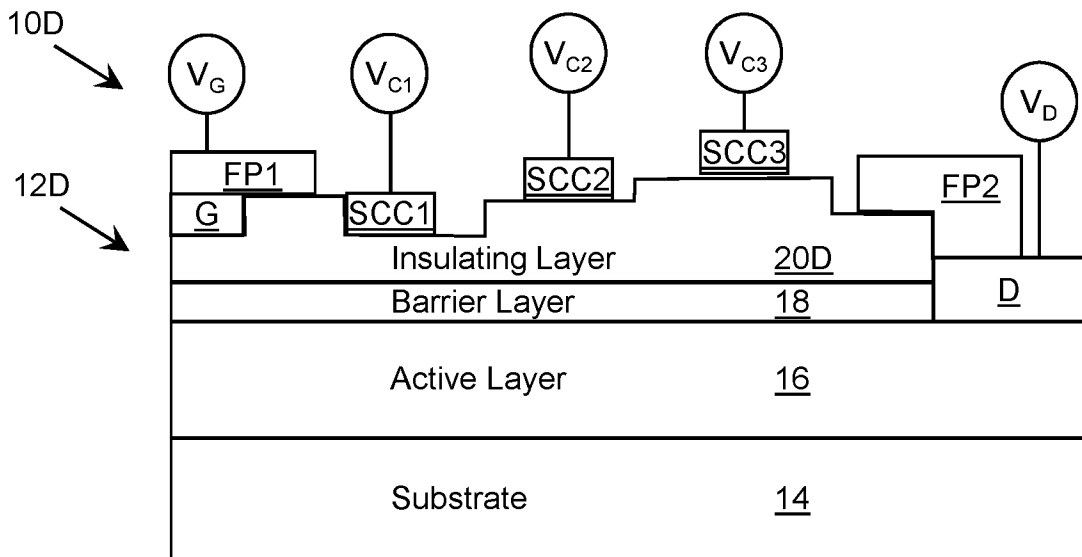 10D
V_G
V_C1
V_C2
V_C3
V_D
12D
FP1
G
SCC1
SCC2
SCC3
FP2
Insulating Layer 20D
D
Barrier Layer 18
Active Layer 16
Substrate 14